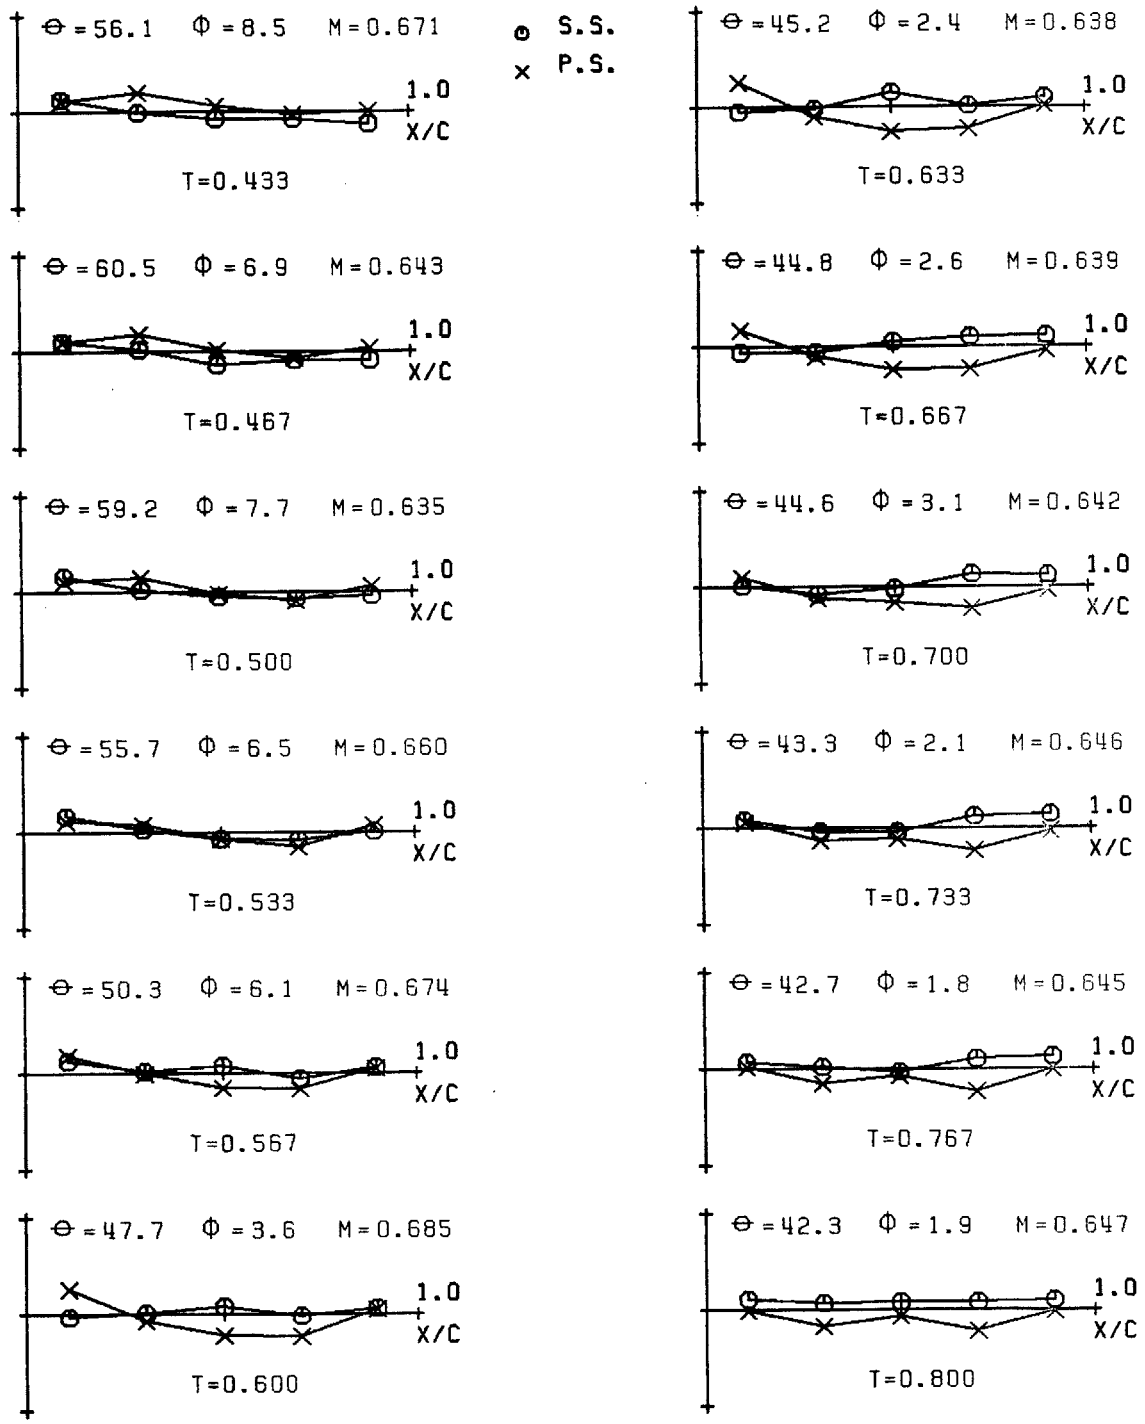 Θ=56.1 Φ=8.5 M=0.671
1.0
X/C
T=0.433
Θ=60.5 Φ=6.9 M=0.643
1.0
X/C
T=0.467
Θ=59.2 Φ=7.7 M=0.635
1.0
X/C
T=0.500
Θ=55.7 Φ=6.5 M=0.660
1.0
X/C
T=0.533
Θ=50.3 Φ=6.1 M=0.674
1.0
X/C
T=0.567
Θ=47.7 Φ=3.6 M=0.685
1.0
X/C
T=0.600
S.S.
P.S.
Θ=45.2 Φ=2.4 M=0.638
1.0
X/C
T=0.633
Θ=44.8 Φ=2.6 M=0.639
1.0
X/C
T=0.667
Θ=44.6 Φ=3.1 M=0.642
1.0
X/C
T=0.700
Θ=43.3 Φ=2.1 M=0.646
1.0
X/C
T=0.733
Θ=42.7 Φ=1.8 M=0.645
1.0
X/C
T=0.767
Θ=42.3 Φ=1.9 M=0.647
1.0
X/C
T=0.800